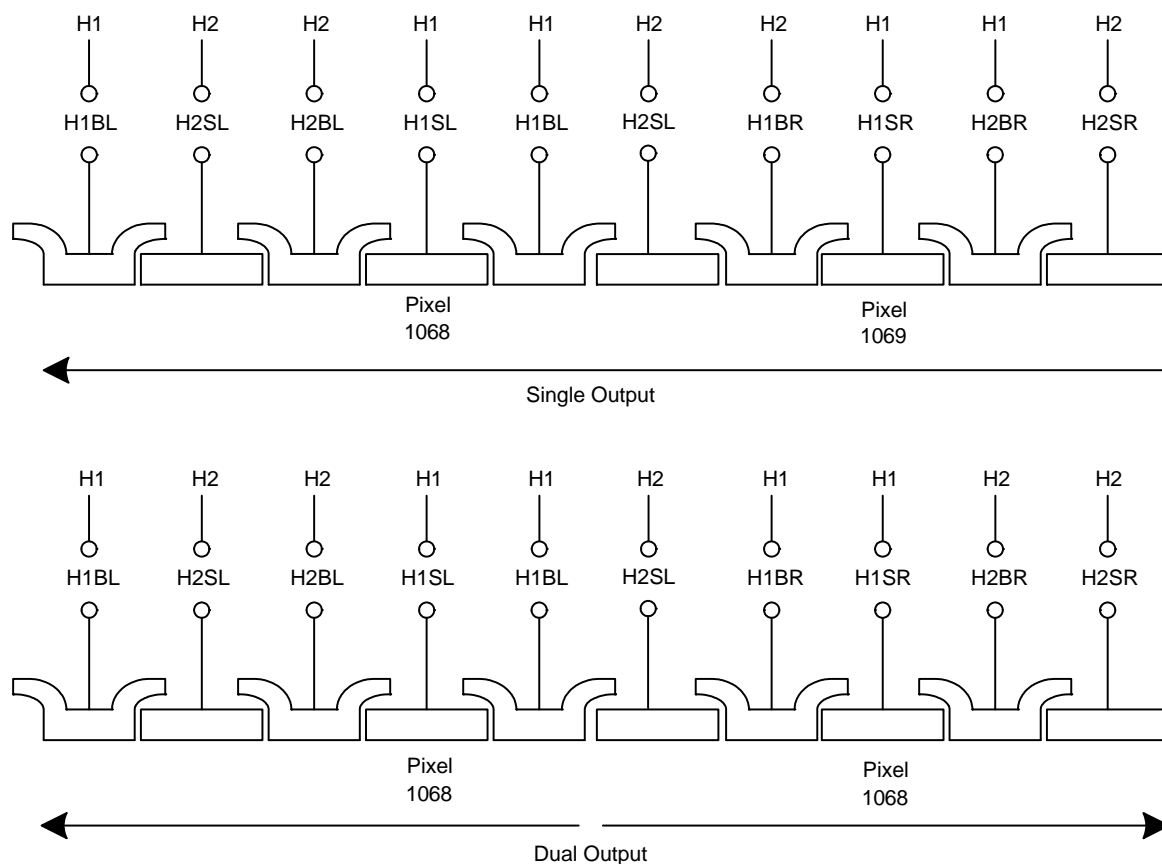 H1 H2 H2 H1 H1 H2 H2 H1 H1 H2
H1BL H2SL H2BL H1SL H1BL H2SL H1BR H1SR H2BR H2SR
Pixel Pixel
1068 1069
Single Output
H1 H2 H2 H1 H1 H2 H1 H1 H2 H2
H1BL H2SL H2BL H1SL H1BL H2SL H1BR H1SR H2BR H2SR
Pixel Pixel
1068 1068
Dual Output